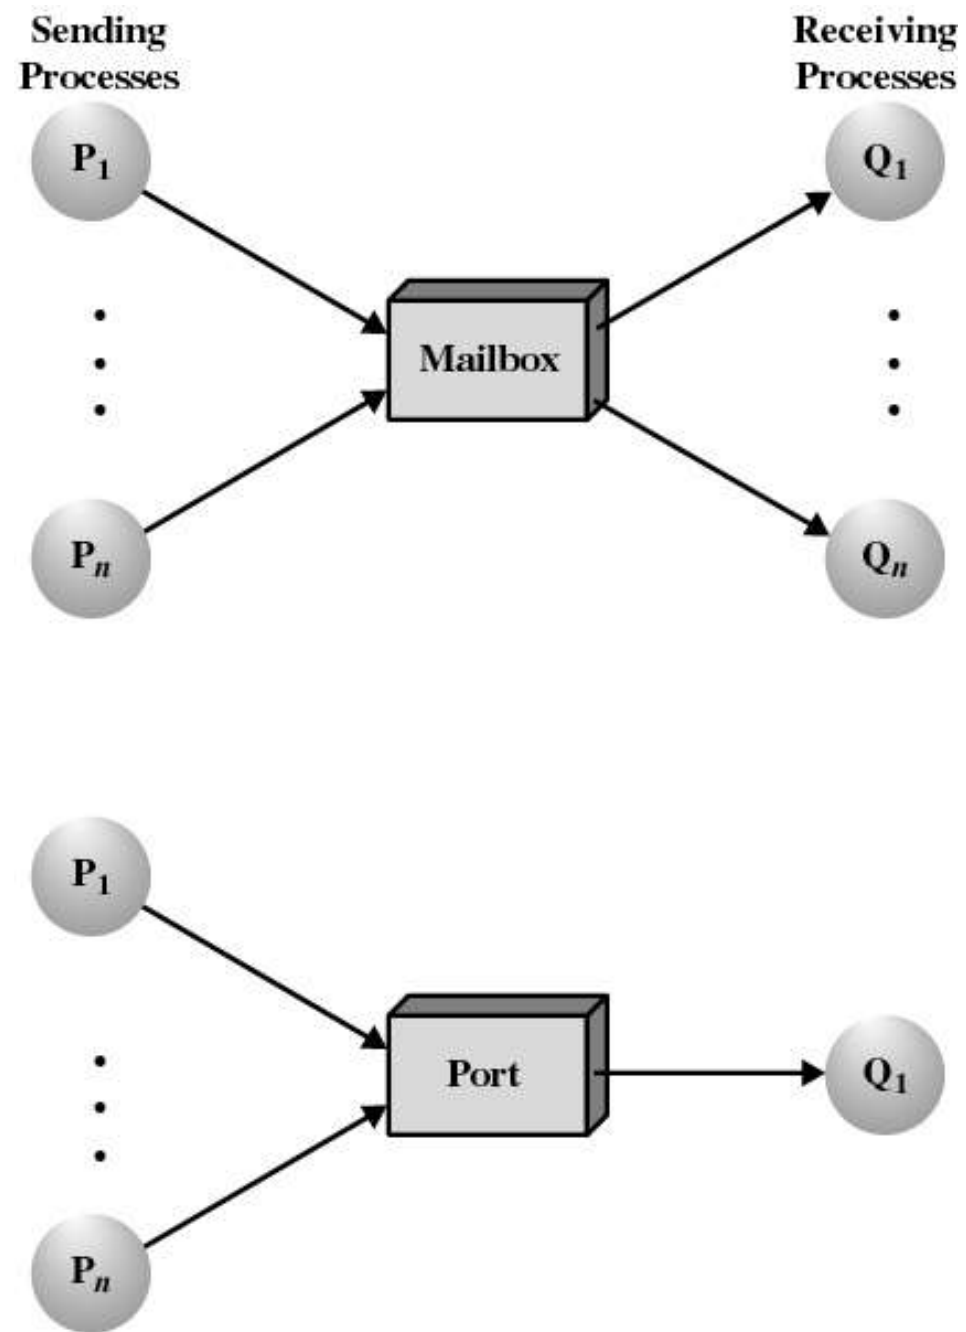 Sending
Processes
Receiving
Processes
P₁
Q₁
Mailbox
Pₙ
Qₙ
P₁
Port
Q₁
Pₙ